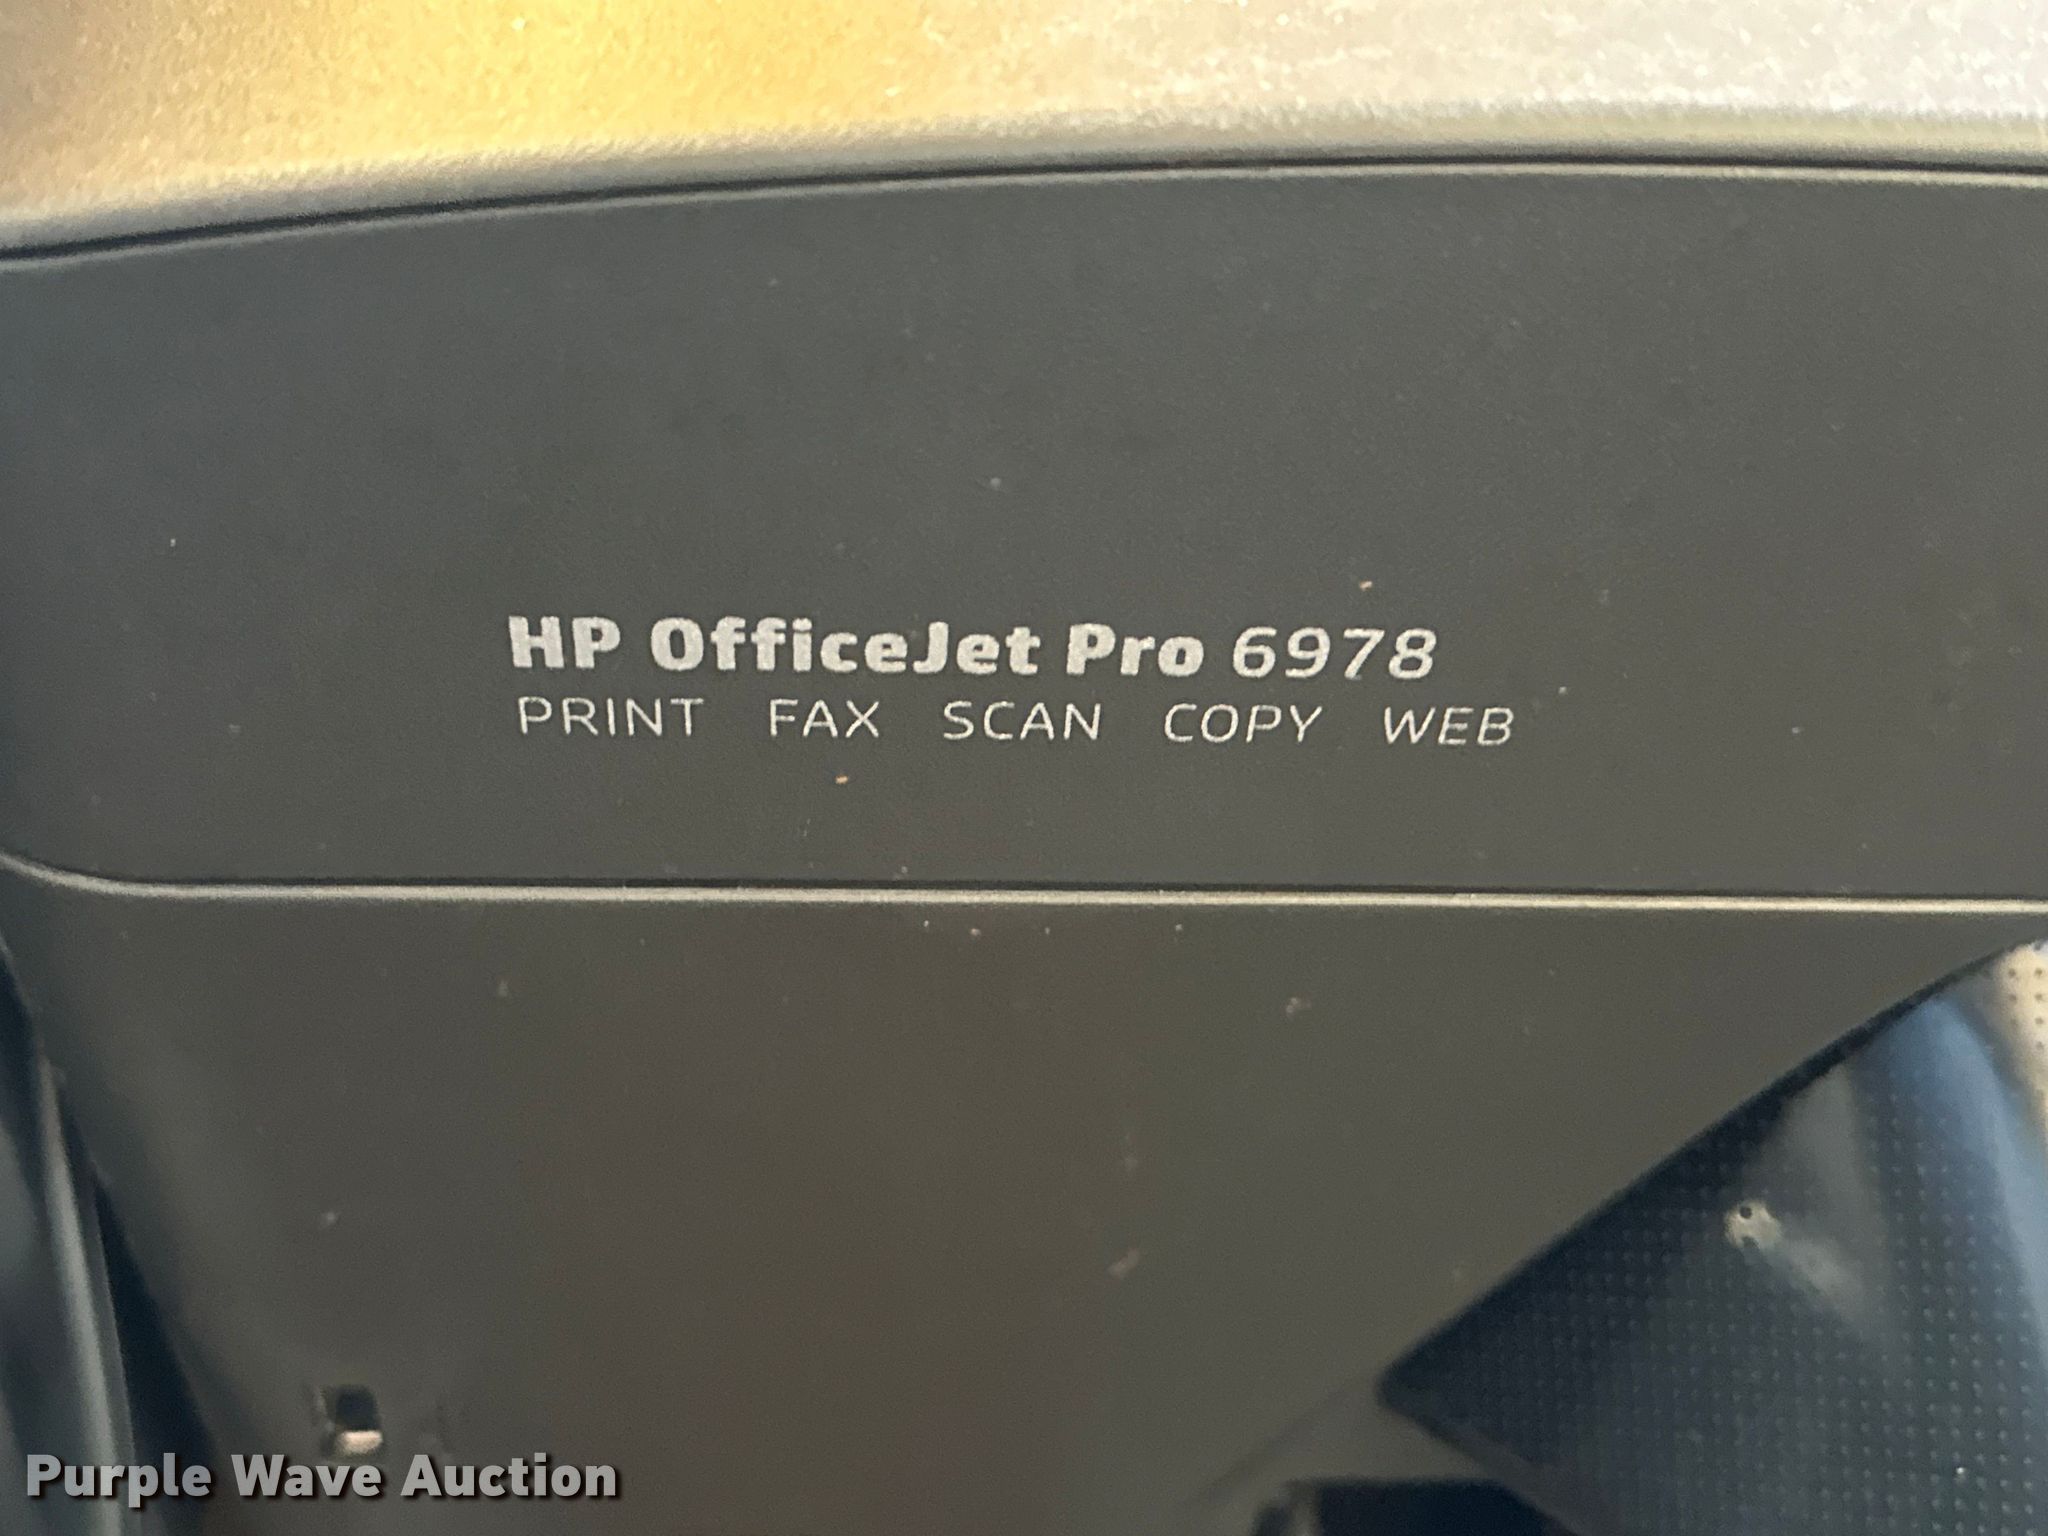 HP OfficeJet Pro 6978
PRINT FAX SCAN COPY WEB
Purple Wave Auction